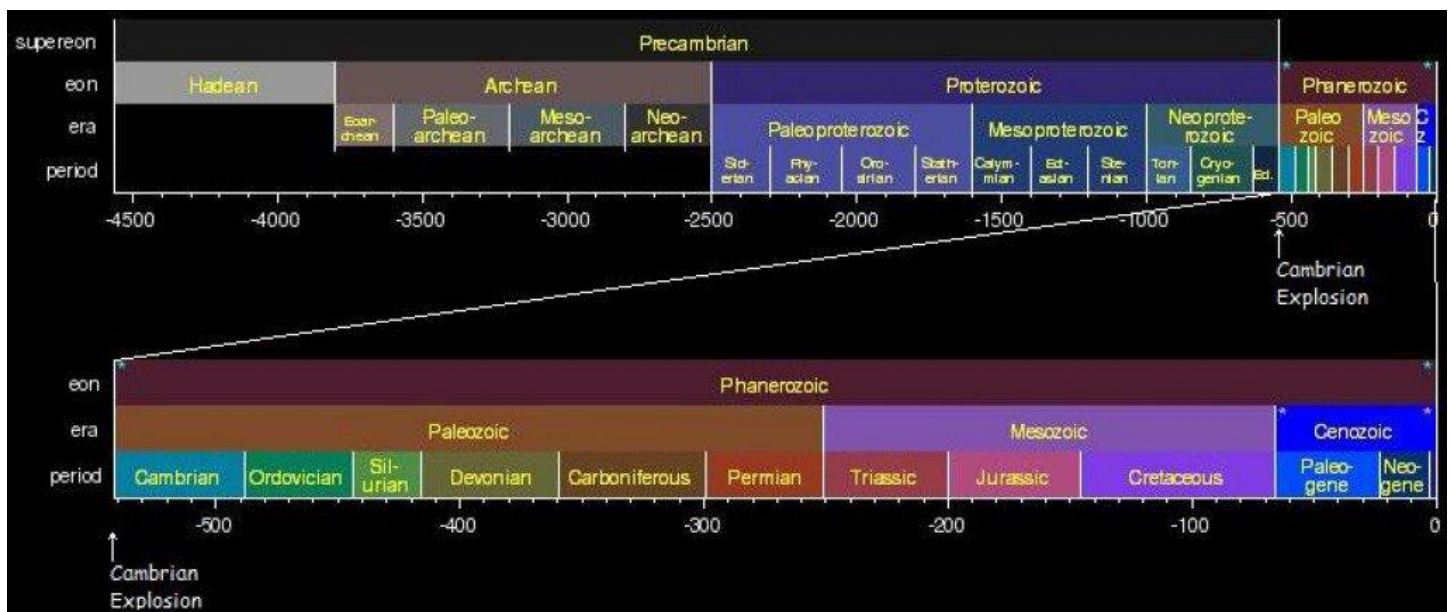 supereon
Precambrian
eon
Hadean
Archean
Proterozoic
Phanerozoic
era
Eoar-
chean
Paleo-
archean
Meso-
archean
Neo-
archean
Paleoproterozoic
Mesoproterozoic
Neoprote-
rozoic
Paleo
zoic
Meso
zoic
C
z
period
Sid-
erian
Rhy-
acian
Oro-
sirian
Stath-
erian
Calym-
mian
Ect-
asian
Ste-
nian
Ton-
ian
Cryo-
genian
Ed.
-4500 -4000 -3500 -3000 -2500 -2000 -1500 -1000 -500 0
Cambrian
Explosion
eon
Phanerozoic
era
Paleozoic
Mesozoic
Cenozoic
period
Cambrian
Ordovician
Sil-
urian
Devonian
Carboniferous
Permian
Triassic
Jurassic
Cretaceous
Paleo-
gene
Neo-
gene
-500 -400 -300 -200 -100 0
Cambrian
Explosion